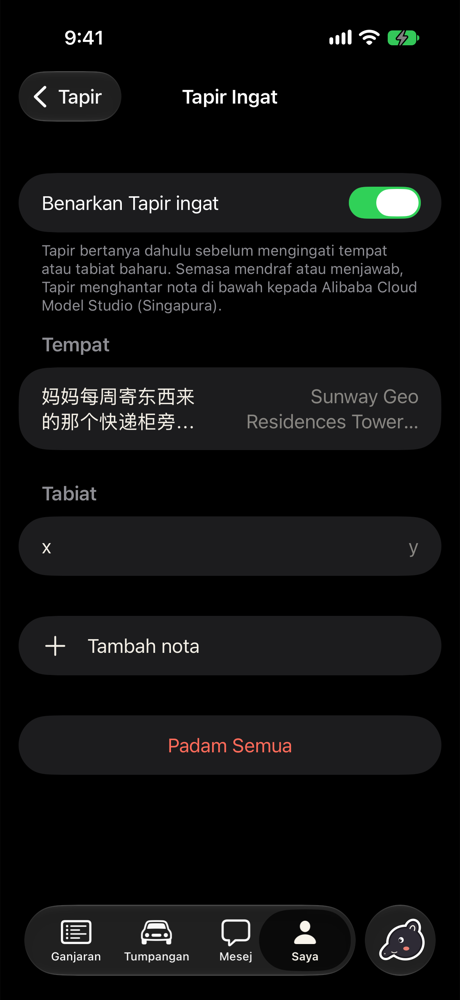 9:41
Tapir
Tapir Ingat
Benarkan Tapir ingat
Tapir bertanya dahulu sebelum mengingati tempat
atau tabiat baharu. Semasa mendraf atau menjawab,
Tapir menghantar nota di bawah kepada Alibaba Cloud
Model Studio (Singapura).
Tempat
妈妈每周寄东西来
的那个快递柜旁…
Sunway Geo
Residences Tower…
Tabiat
x
y
Tambah nota
Padam Semua
Ganjaran
Tumpangan
Mesej
Saya